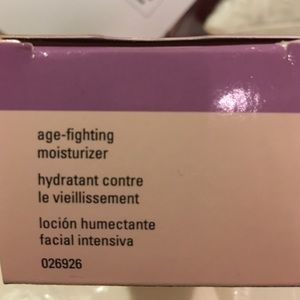 age-fighting
moisturizer
hydratant contre
le vieillissement
loción humectante
facial intensiva
026926